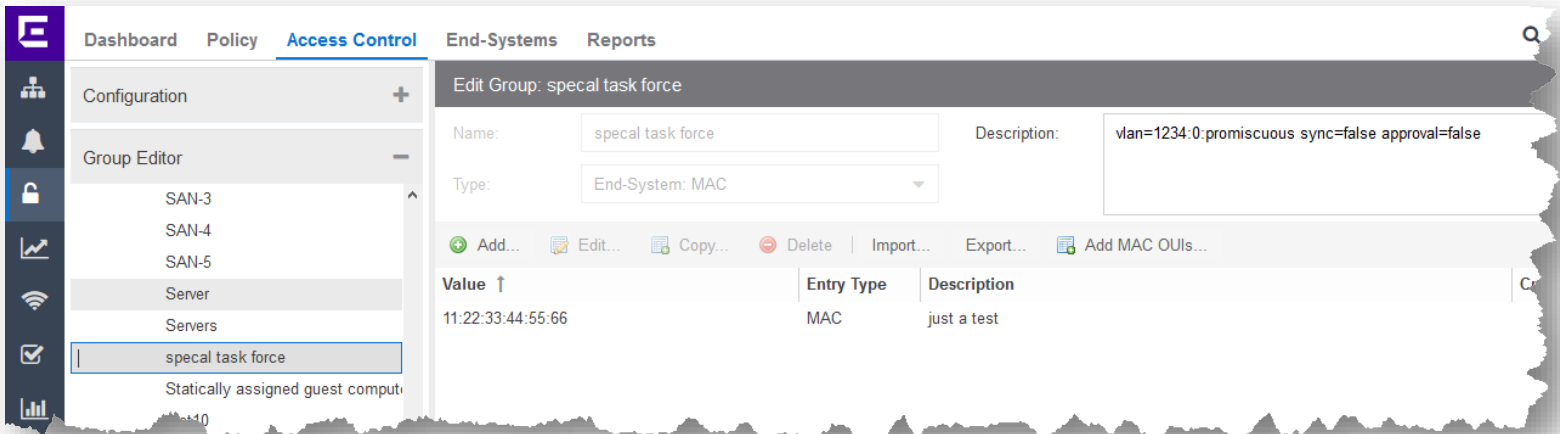 Dashboard Policy Access Control End-Systems Reports
Configuration
Group Editor
SAN-3
SAN-4
SAN-5
Server
Servers
specal task force
Statically assigned guest compute
Edit Group: specal task force
Name: specal task force
Description: vlan=1234:0:promiscuous sync=false approval=false
Type: End-System: MAC
Add... Edit... Copy... Delete Import... Export... Add MAC OUIs...
Value Entry Type Description
11:22:33:44:55:66 MAC just a test